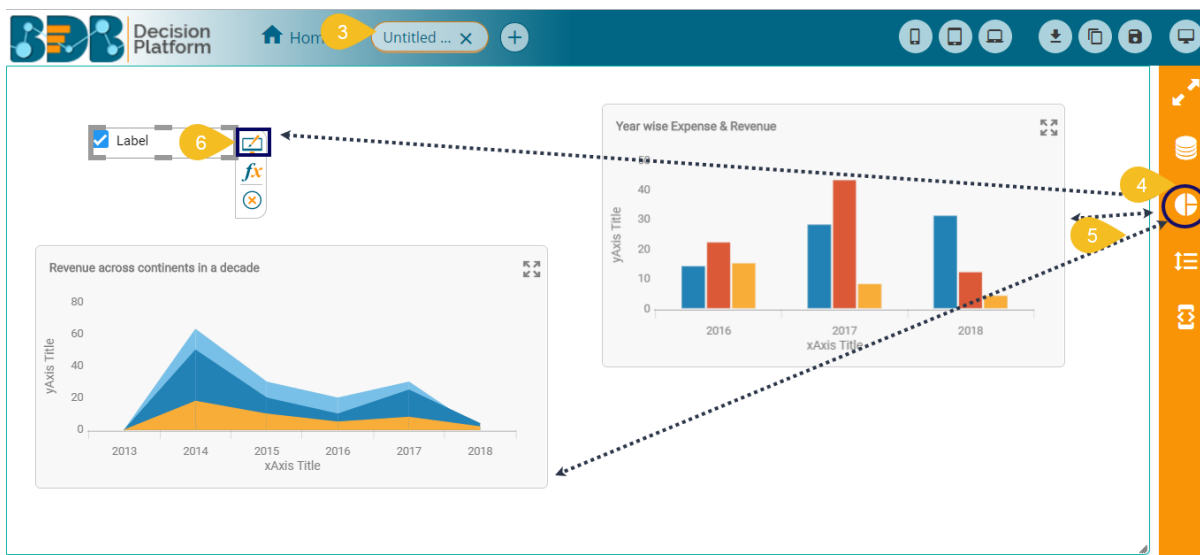 BDB Decision
Platform
Hom
3
Untitled ...
6
Label
fx
4
5
Year wise Expense & Revenue
50
40
30
20
10
0
yAxis Title
2016 2017 2018
xAxis Title
Revenue across continents in a decade
80
60
40
20
0
yAxis Title
2013 2014 2015 2016 2017 2018
xAxis Title